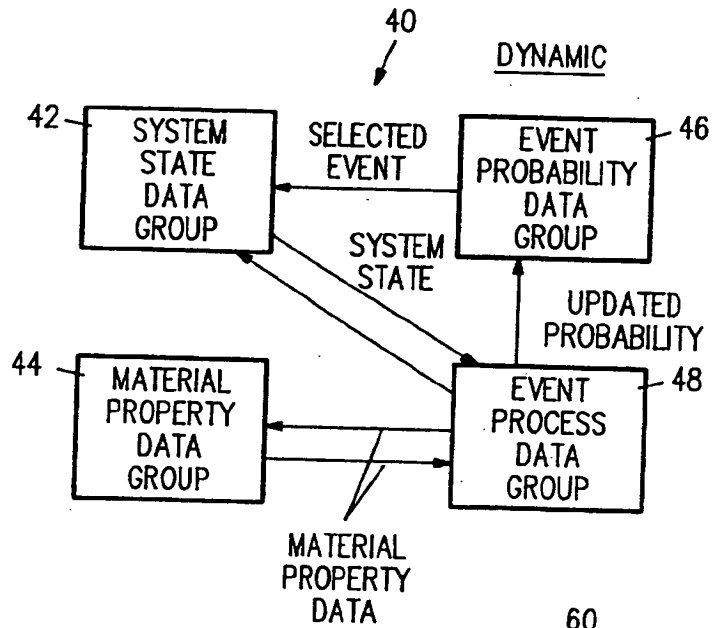 40
DYNAMIC
42
SYSTEM
STATE
DATA
GROUP
SELECTED
EVENT
EVENT
PROBABILITY
DATA
GROUP
46
SYSTEM
STATE
UPDATED
PROBABILITY
44
MATERIAL
PROPERTY
DATA
GROUP
EVENT
PROCESS
DATA
GROUP
48
MATERIAL
PROPERTY
DATA
60